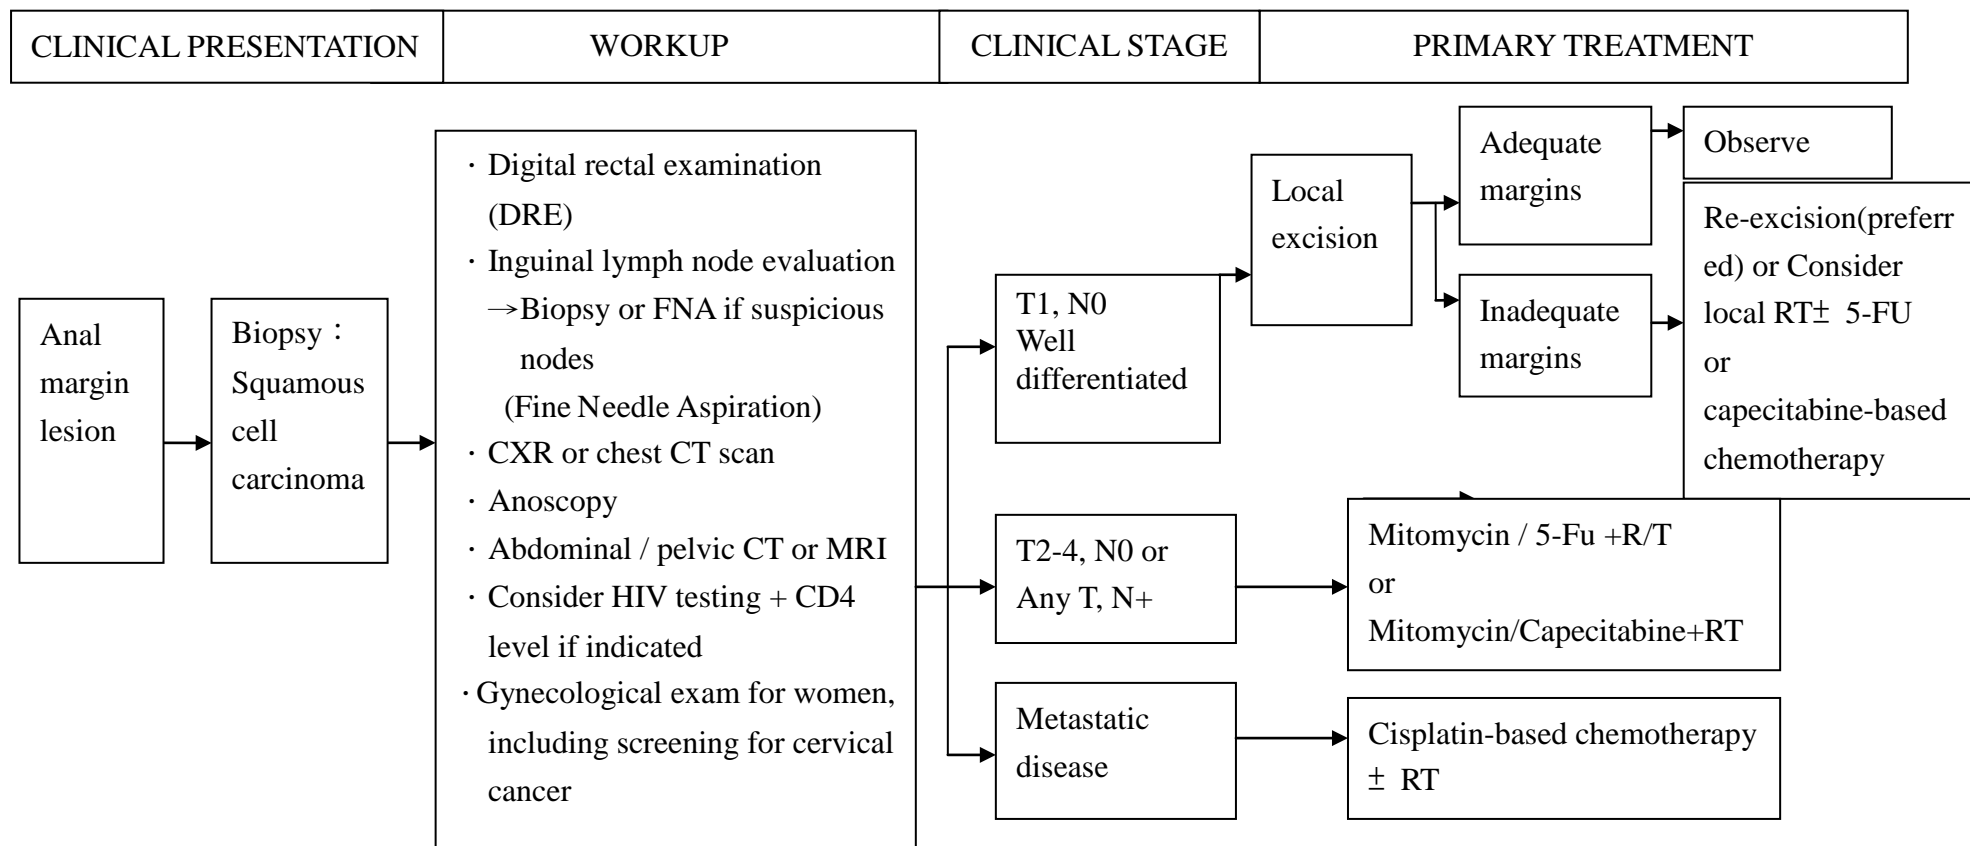 CLINICAL PRESENTATION
WORKUP
CLINICAL STAGE
PRIMARY TREATMENT
Anal
margin
lesion
Biopsy：
Squamous
cell
carcinoma
· Digital rectal examination
(DRE)
· Inguinal lymph node evaluation
→Biopsy or FNA if suspicious
nodes
(Fine Needle Aspiration)
· CXR or chest CT scan
· Anoscopy
· Abdominal / pelvic CT or MRI
· Consider HIV testing + CD4
level if indicated
· Gynecological exam for women,
including screening for cervical
cancer
T1, N0
Well
differentiated
Local
excision
Adequate
margins
Observe
Inadequate
margins
Re-excision(preferr
ed) or Consider
local RT± 5-FU
or
capecitabine-based
chemotherapy
T2-4, N0 or
Any T, N+
Mitomycin / 5-Fu +R/T
or
Mitomycin/Capecitabine+RT
Metastatic
disease
Cisplatin-based chemotherapy
± RT